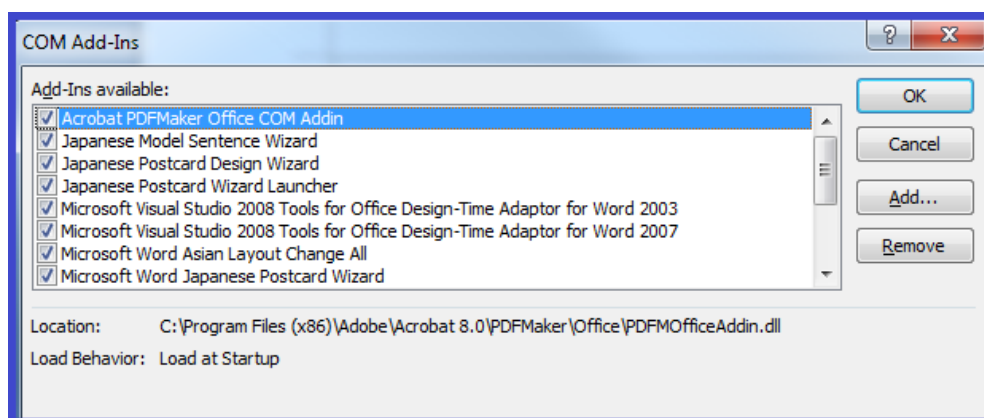 COM Add-Ins
Add-Ins available:
Acrobat PDFMaker Office COM Addin
Japanese Model Sentence Wizard
Japanese Postcard Design Wizard
Japanese Postcard Wizard Launcher
Microsoft Visual Studio 2008 Tools for Office Design-Time Adaptor for Word 2003
Microsoft Visual Studio 2008 Tools for Office Design-Time Adaptor for Word 2007
Microsoft Word Asian Layout Change All
Microsoft Word Japanese Postcard Wizard
OK
Cancel
Add...
Remove
Location: C:\Program Files (x86)\Adobe\Acrobat 8.0\PDFMaker\Office\PDFMOfficeAddin.dll
Load Behavior: Load at Startup